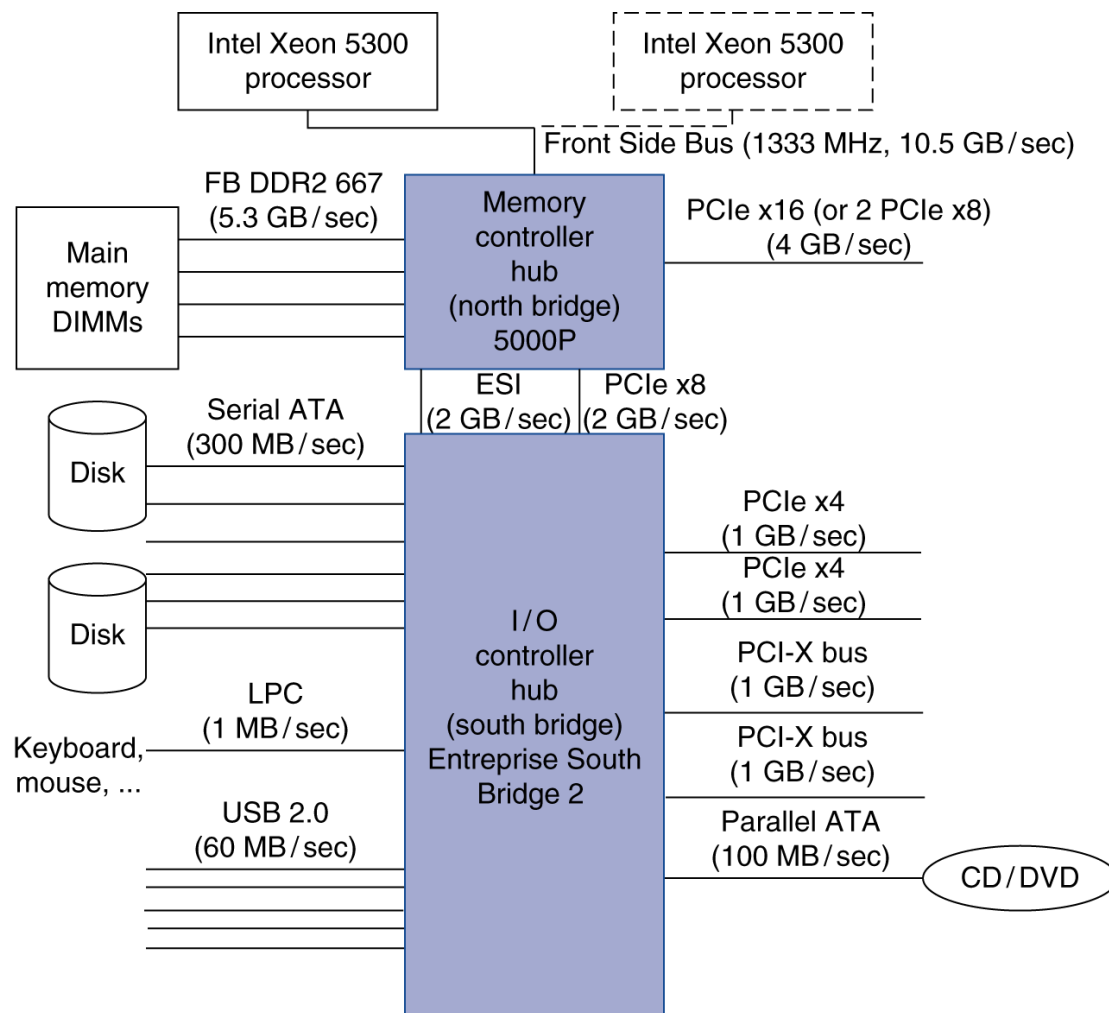 Intel Xeon 5300
processor
Intel Xeon 5300
processor
Front Side Bus (1333 MHz, 10.5 GB/sec)
FB DDR2 667
(5.3 GB/sec)
Main
memory
DIMMs
Memory
controller
hub
(north bridge)
5000P
PCIe x16 (or 2 PCIe x8)
(4 GB/sec)
ESI
(2 GB/sec)
PCIe x8
(2 GB/sec)
Serial ATA
(300 MB/sec)
Disk
Disk
LPC
(1 MB/sec)
Keyboard,
mouse, ...
USB 2.0
(60 MB/sec)
I/O
controller
hub
(south bridge)
Entreprise South
Bridge 2
PCIe x4
(1 GB/sec)
PCIe x4
(1 GB/sec)
PCI-X bus
(1 GB/sec)
PCI-X bus
(1 GB/sec)
Parallel ATA
(100 MB/sec)
CD/DVD